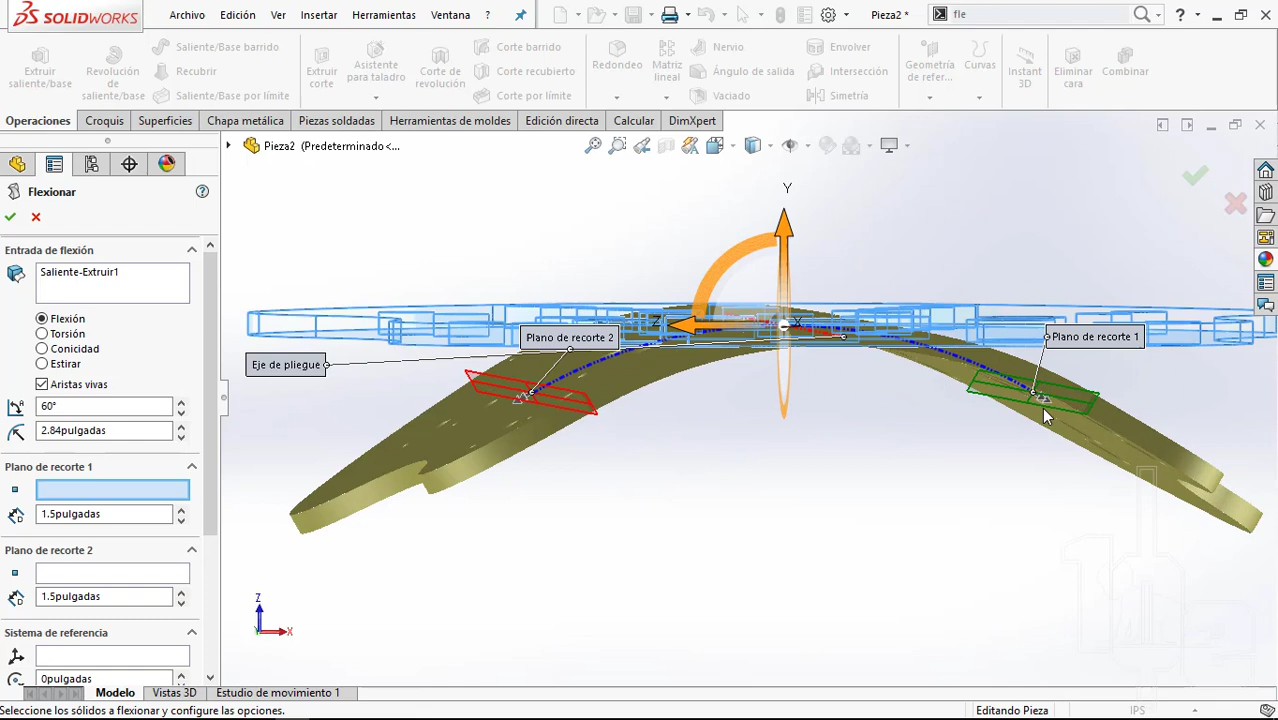 SOLIDWORKS
Archivo
Edición
Ver
Insertar
Herramientas
Ventana
?
Pieza2 *
fle
?
Extruir saliente/base
Revolución de saliente/base
Saliente/Base barrido
Recubrir
Saliente/Base por límite
Extruir corte
Asistente para taladro
Corte de revolución
Corte barrido
Corte recubierto
Corte por límite
Redondeo
Matriz lineal
Nervio
Ángulo de salida
Vaciado
Envolver
Intersección
Simetría
Geometría de refer...
Curvas
Instant 3D
Eliminar cara
Combinar
Operaciones
Croquis
Superficies
Chapa metálica
Piezas soldadas
Herramientas de moldes
Edición directa
Calcular
DimXpert
Pieza2 (Predeterminado<...
Flexionar
?
Entrada de flexión
Saliente-Extruir1
Flexión
Torsión
Conicidad
Estirar
Aristas vivas
60°
2.84pulgadas
Plano de recorte 1
1.5pulgadas
Plano de recorte 2
1.5pulgadas
Sistema de referencia
0pulgadas
Y
Z
X
Plano de recorte 2
Plano de recorte 1
Eje de pliegue
Z
Y
X
Modelo
Vistas 3D
Estudio de movimiento 1
Seleccione los sólidos a flexionar y configure las opciones.
Editando Pieza
IPS